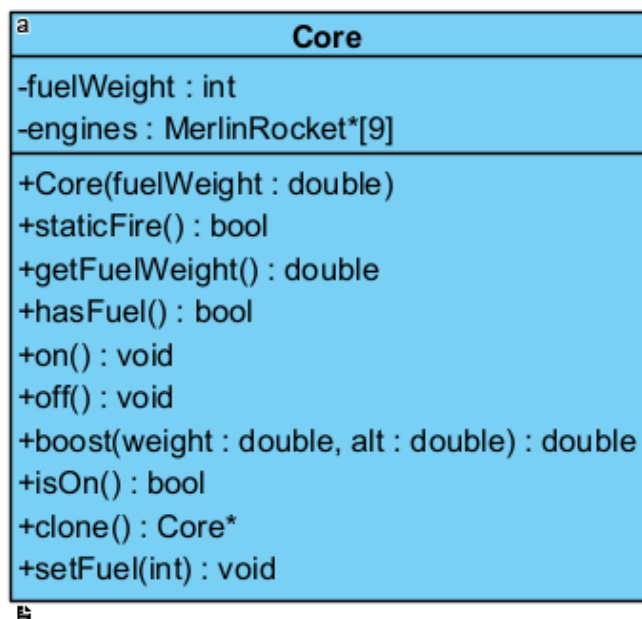 a
Core
-fuelWeight : int
-engines : MerlinRocket*[9]
+Core(fuelWeight : double)
+staticFire() : bool
+getFuelWeight() : double
+hasFuel() : bool
+on() : void
+off() : void
+boost(weight : double, alt : double) : double
+isOn() : bool
+clone() : Core*
+setFuel(int) : void